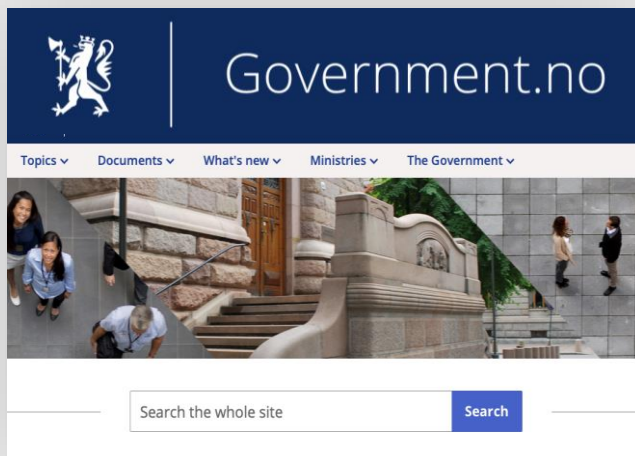 Government.no
Topics Documents What's new Ministries The Government
Search the whole site Search